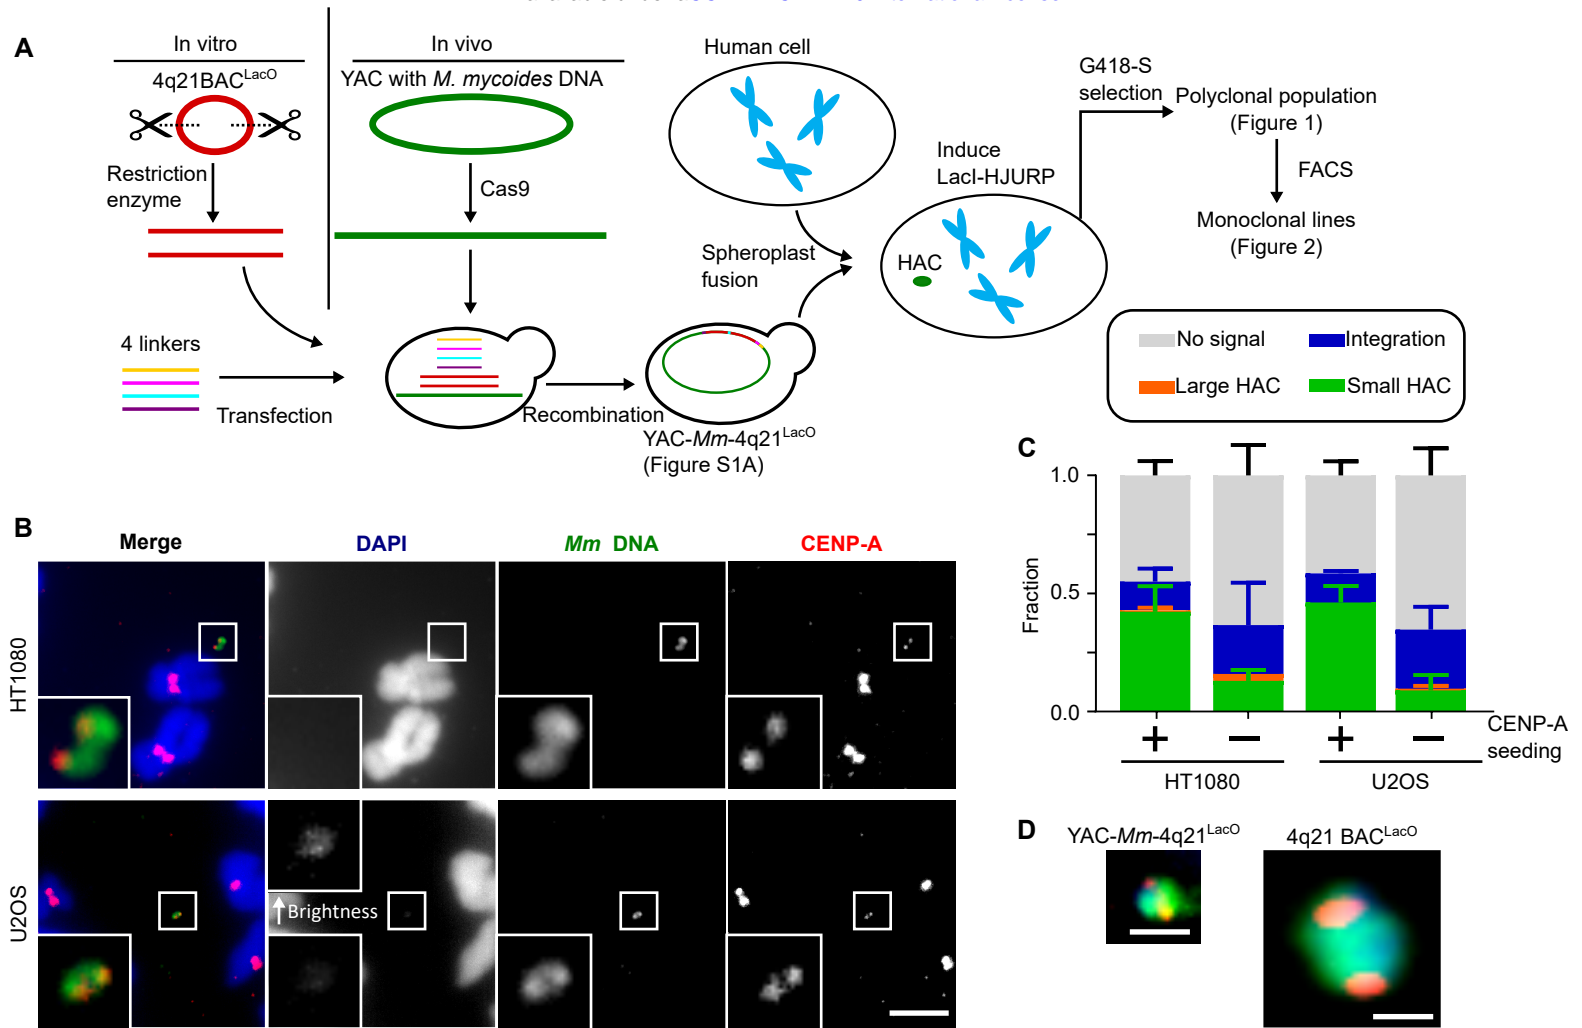 A
In vitro
4q21BAC^LacO
Restriction
enzyme
4 linkers
Transfection
In vivo
YAC with M. mycoides DNA
Cas9
Recombination
YAC-Mm-4q21^LacO
(Figure S1A)
Human cell
Spheroplast
fusion
Induce
LacI-HJURP
HAC
G418-S
selection
Polyclonal population
(Figure 1)
FACS
Monoclonal lines
(Figure 2)
No signal
Integration
Large HAC
Small HAC
B
Merge
DAPI
Mm DNA
CENP-A
HT1080
U2OS
Brightness
C
Fraction
1.0
0.5
0.0
+
—
+
—
CENP-A
seeding
HT1080
U2OS
D
YAC-Mm-4q21^LacO
4q21 BAC^LacO